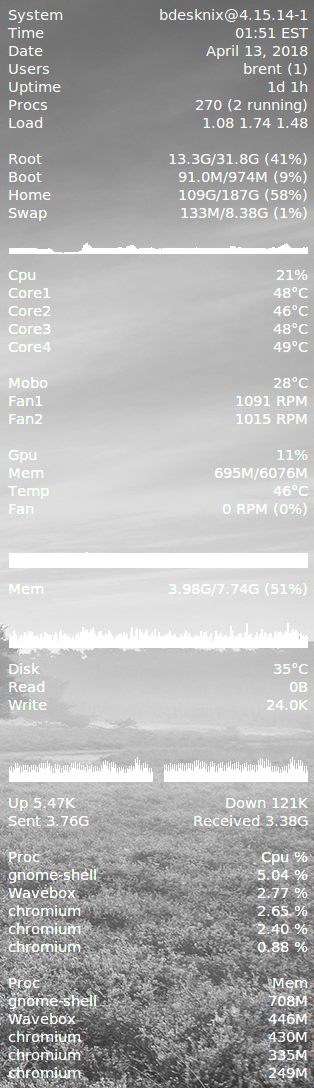 System bdesknix@4.15.14-1
Time 01:51 EST
Date April 13, 2018
Users brent (1)
Uptime 1d 1h
Procs 270 (2 running)
Load 1.08 1.74 1.48
Root 13.3G/31.8G (41%)
Boot 91.0M/974M (9%)
Home 109G/187G (58%)
Swap 133M/8.38G (1%)
Cpu 21%
Core1 48°C
Core2 46°C
Core3 48°C
Core4 49°C
Mobo 28°C
Fan1 1091 RPM
Fan2 1015 RPM
Gpu 11%
Mem 695M/6076M
Temp 46°C
Fan 0 RPM (0%)
Mem 3.98G/7.74G (51%)
Disk 35°C
Read 0B
Write 24.0K
Up 5.47K Down 121K
Sent 3.76G Received 3.38G
Proc Cpu %
gnome-shell 5.04 %
Wavebox 2.77 %
chromium 2.65 %
chromium 2.40 %
chromium 0.88 %
Proc Mem
gnome-shell 708M
Wavebox 446M
chromium 430M
chromium 335M
chromium 249M